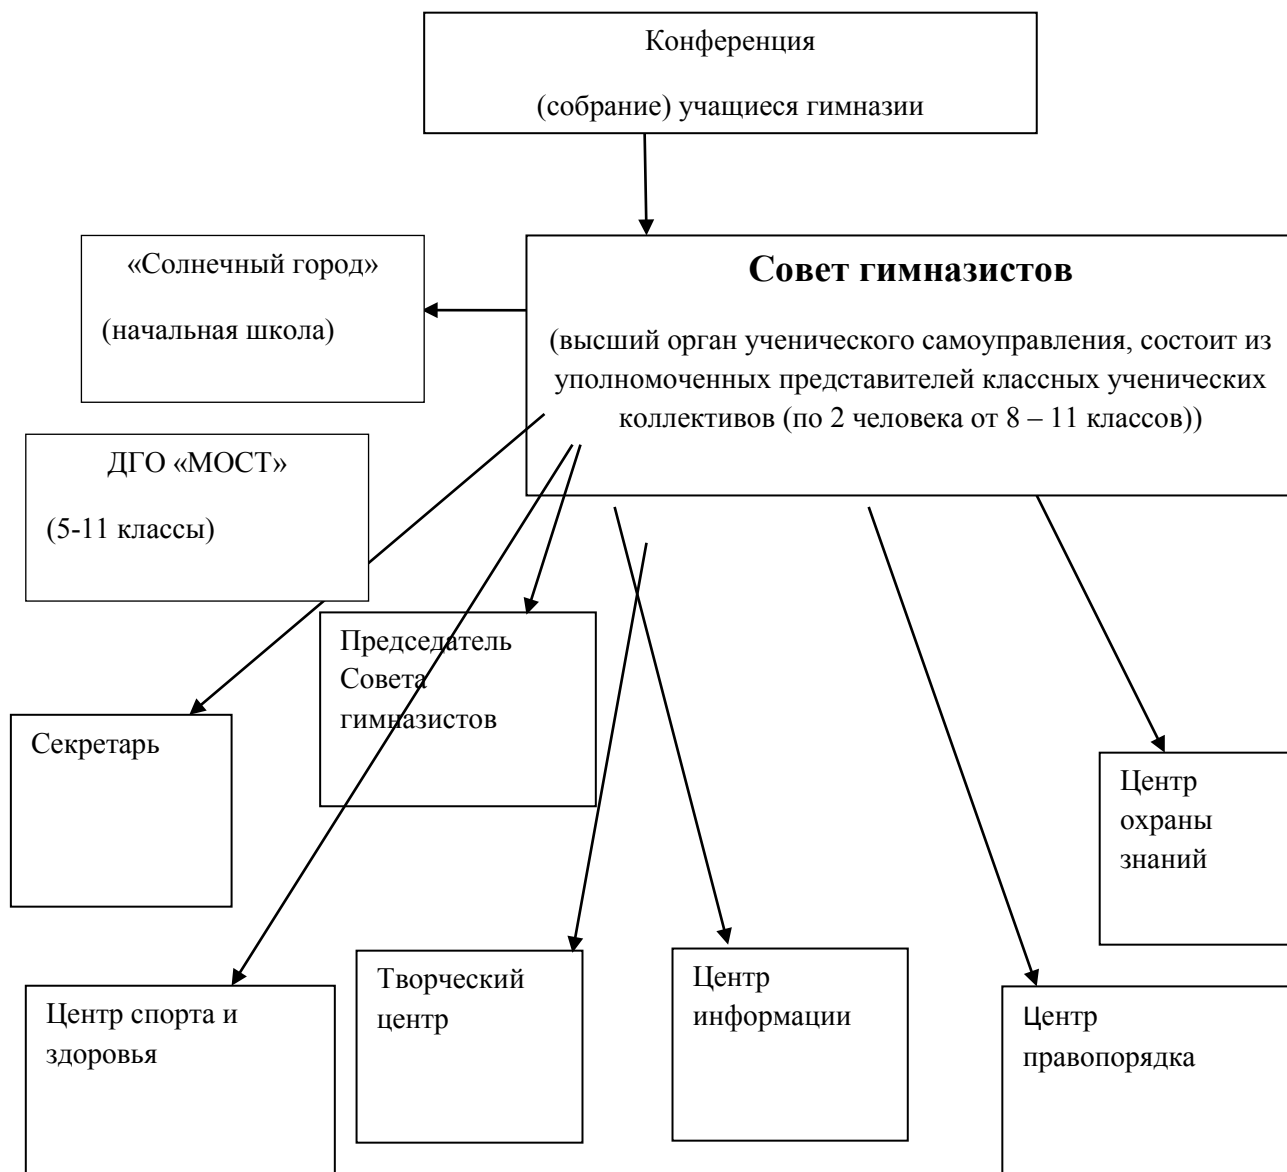 Конференция
(собрание) учащиеся гимназии
«Солнечный город»
(начальная школа)
Совет гимназистов
(высший орган ученического самоуправления, состоит из
уполномоченных представителей классных ученических
коллективов (по 2 человека от 8 – 11 классов))
ДГО «МОСТ»
(5-11 классы)
Председатель
Совета
гимназистов
Секретарь
Центр
охраны
знаний
Центр спорта и
здоровья
Творческий
центр
Центр
информации
Центр
правопорядка